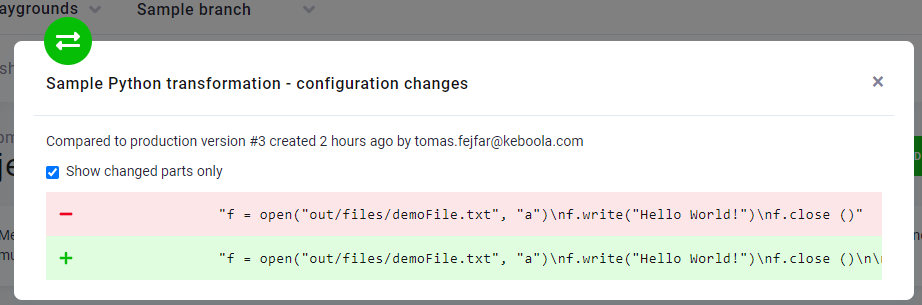 Sample branch
Sample Python transformation - configuration changes
Compared to production version #3 created 2 hours ago by tomas.fejfar@keboola.com
Show changed parts only
"f = open("out/files/demoFile.txt", "a")\nf.write("Hello World!")\nf.close ()"
"f = open("out/files/demoFile.txt", "a")\nf.write("Hello World!")\nf.close ()\n\